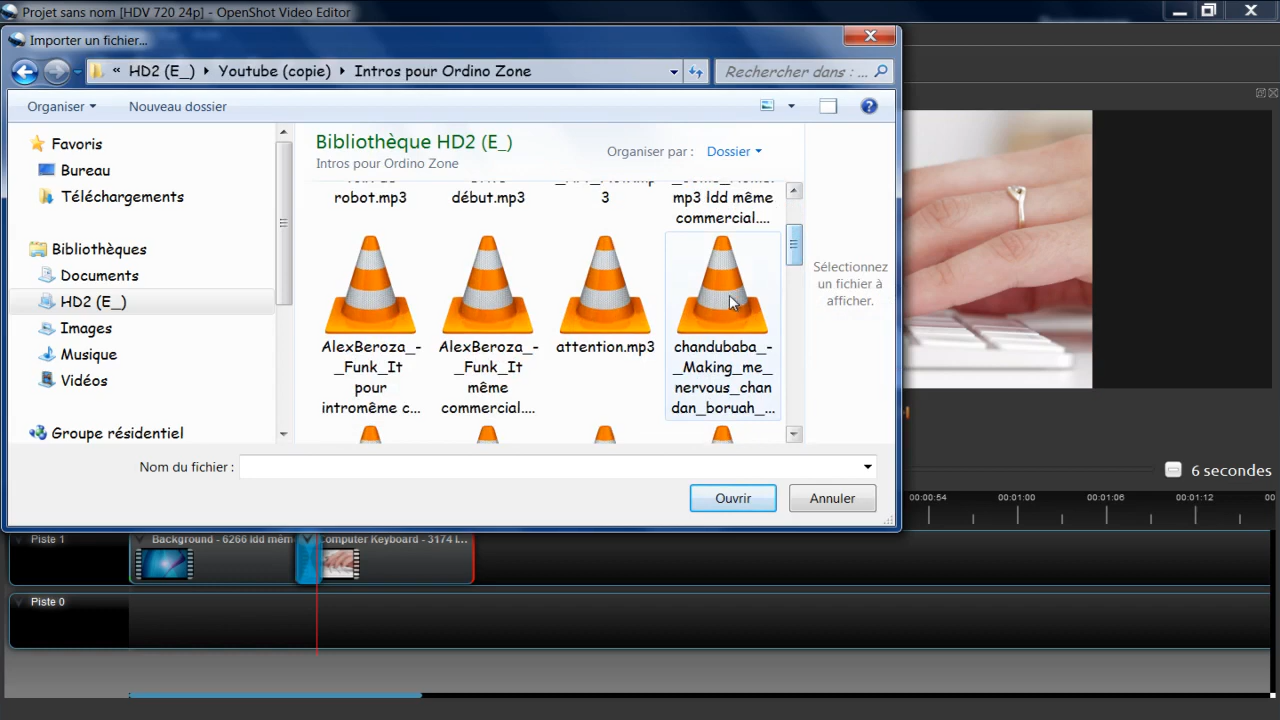 Projet sans nom [HDV 720 24p] - OpenShot Video Editor
Importer un fichier...
« HD2 (E_) Youtube (copie) Intros pour Ordino Zone
Rechercher dans : ...
Organiser
Nouveau dossier
Favoris
Bureau
Téléchargements
Bibliothèques
Documents
HD2 (E_)
Images
Musique
Vidéos
Groupe résidentiel
Bibliothèque HD2 (E_)
Intros pour Ordino Zone
Organiser par :
Dossier
robot.mp3
début.mp3
3
mp3 ldd même
commercial....
AlexBeroza_-
_Funk_It
pour
intromême c...
AlexBeroza_-
_Funk_It
même
commercial....
attention.mp3
chandubaba_-
_Making_me_
nervous_chan
dan_boruah_...
Sélectionnez
un fichier à
afficher.
Nom du fichier :
Ouvrir
Annuler
6 secondes
00:00:54
00:01:00
00:01:06
00:01:12
Piste 1
Background - 6266 ldd mêm
omputer Keyboard - 3174 l...
Piste 0